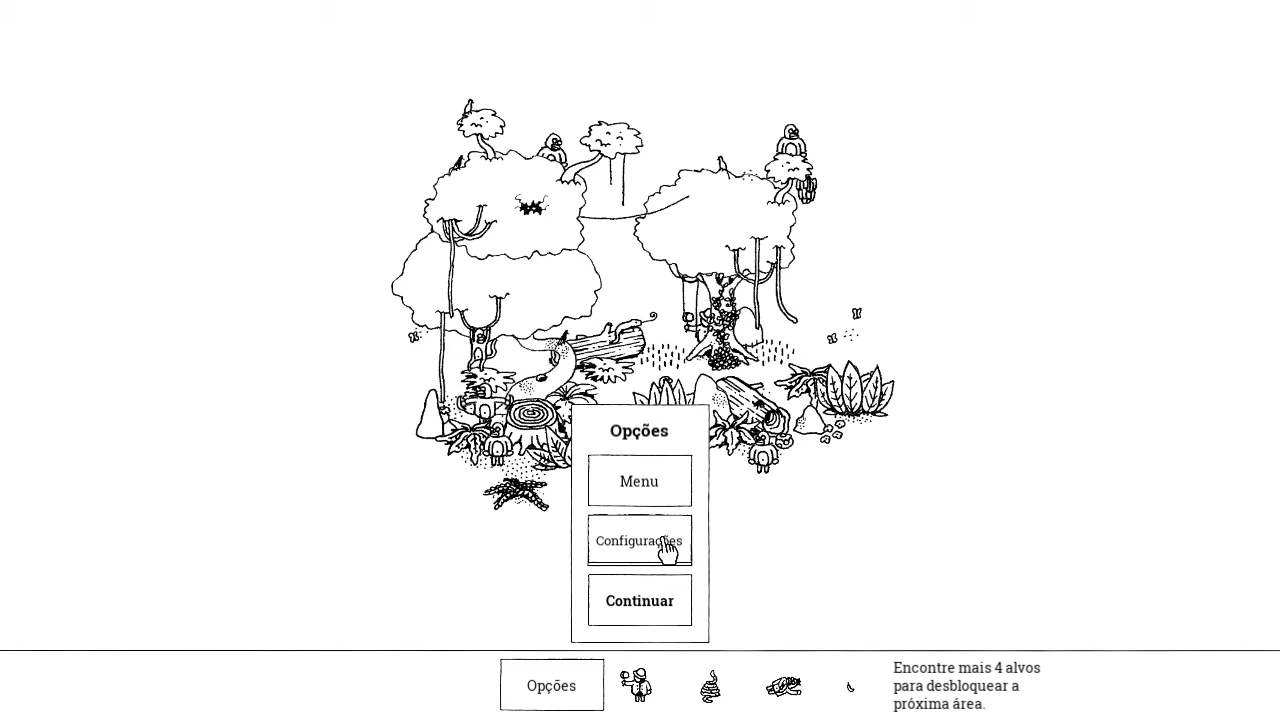 Opções
Menu
Configurações
Continuar
Opções
Encontre mais 4 alvos
para desbloquear a
próxima área.